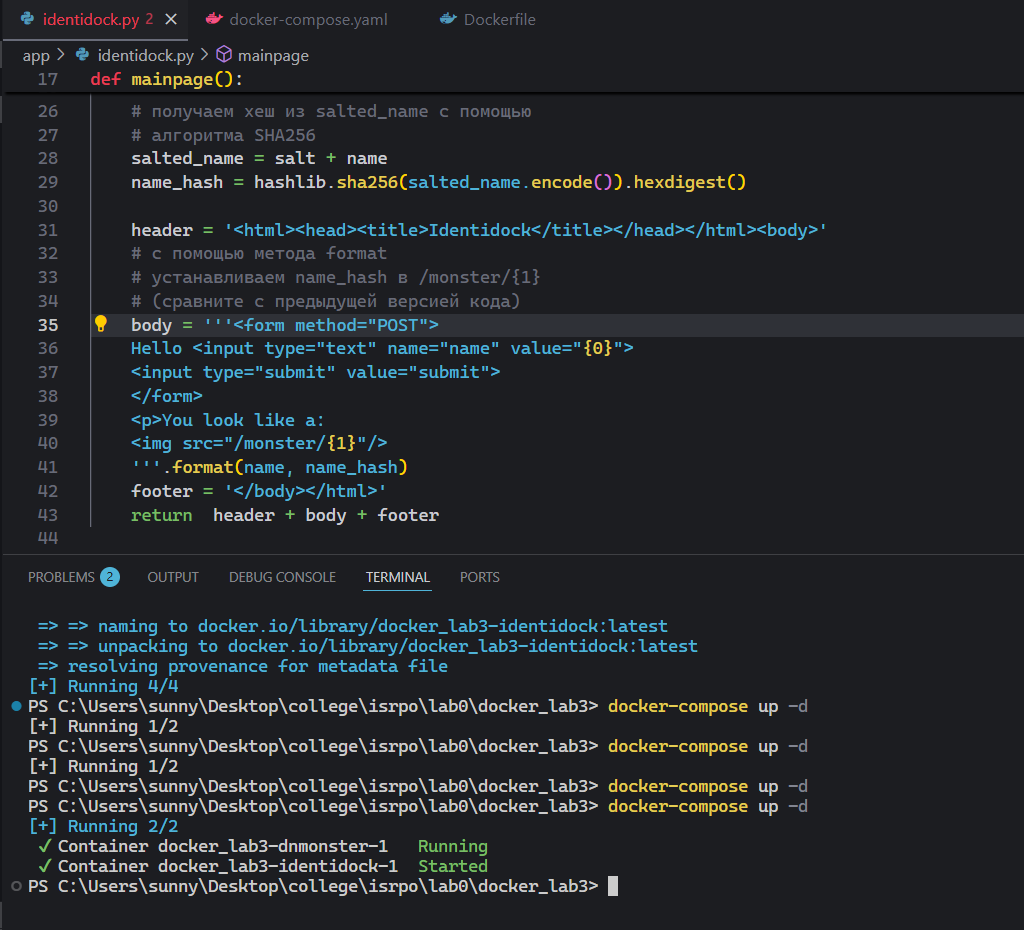 identidock.py 2 docker-compose.yaml Dockerfile
app > identidock.py > mainpage
17 def mainpage():
26 # получаем хеш из salted_name с помощью
27 # алгоритма SHA256
28 salted_name = salt + name
29 name_hash = hashlib.sha256(salted_name.encode()).hexdigest()
30
31 header = '<html><head><title>Identidock</title></head></html><body>'
32 # с помощью метода format
33 # устанавливаем name_hash в /monster/{1}
34 # (сравните с предыдущей версией кода)
35 body = '''<form method="POST">
36 Hello <input type="text" name="name" value="{0}">
37 <input type="submit" value="submit">
38 </form>
39 <p>You look like a:
40 <img src="/monster/{1}"/>
41 '''.format(name, name_hash)
42 footer = '</body></html>'
43 return  header + body + footer
44
PROBLEMS 2 OUTPUT DEBUG CONSOLE TERMINAL PORTS
=> => naming to docker.io/library/docker_lab3-identidock:latest
=> => unpacking to docker.io/library/docker_lab3-identidock:latest
=> resolving provenance for metadata file
[+] Running 4/4
PS C:\Users\sunny\Desktop\college\isrpo\lab0\docker_lab3> docker-compose up -d
[+] Running 1/2
PS C:\Users\sunny\Desktop\college\isrpo\lab0\docker_lab3> docker-compose up -d
[+] Running 1/2
PS C:\Users\sunny\Desktop\college\isrpo\lab0\docker_lab3> docker-compose up -d
PS C:\Users\sunny\Desktop\college\isrpo\lab0\docker_lab3> docker-compose up -d
[+] Running 2/2
✓ Container docker_lab3-dnmonster-1 Running
✓ Container docker_lab3-identidock-1 Started
PS C:\Users\sunny\Desktop\college\isrpo\lab0\docker_lab3>